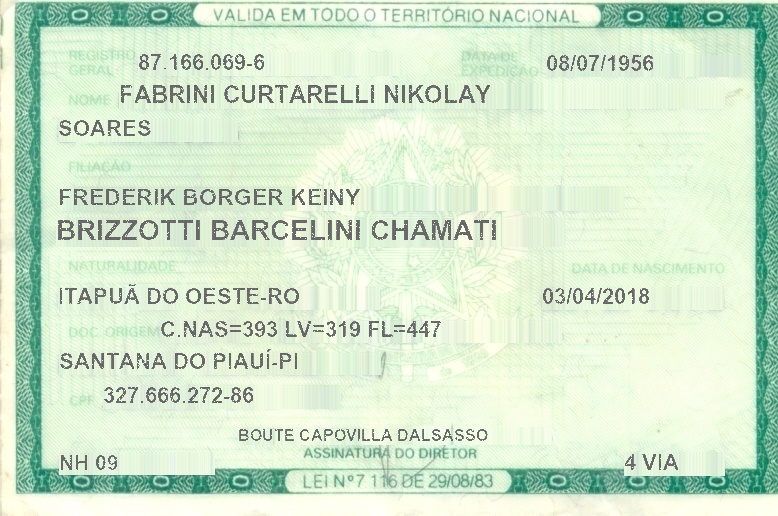 VALIDA EM TODO O TERRITÓRIO NACIONAL
REGISTRO GERAL 87.166.069-6 DATA DE EXPEDIÇÃO 08/07/1956
NOME FABRINI CURTARELLI NIKOLAY
SOARES
FILIAÇÃO
FREDERIK BORGER KEINY
BRIZZOTTI BARCELINI CHAMATI
NATURALIDADE DATA DE NASCIMENTO
ITAPUÃ DO OESTE-RO 03/04/2018
DOC. ORIGEM C.NAS=393 LV=319 FL=447
SANTANA DO PIAUÍ-PI
CPF 327.666.272-86
BOUTE CAPOVILLA DALSASSO
ASSINATURA DO DIRETOR
NH 09 4 VIA
LEI Nº 7 116 DE 29/08/83